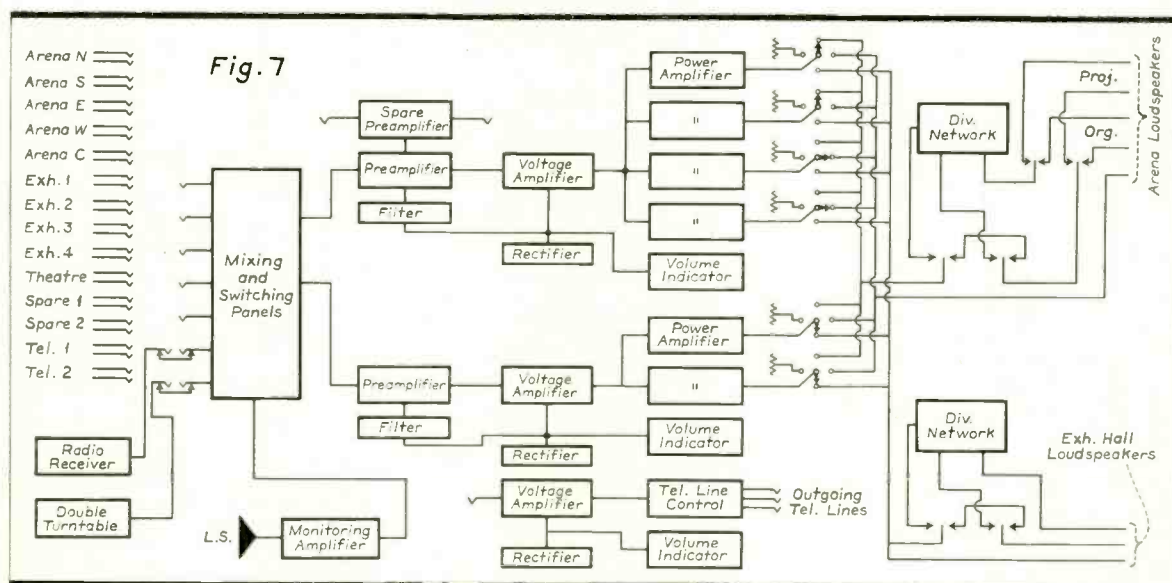 Fig. 7
Arena N
Arena S
Arena E
Arena W
Arena C
Exh. 1
Exh. 2
Exh. 3
Exh. 4
Theatre
Spare 1
Spare 2
Tel. 1
Tel. 2
Radio
Receiver
Double
Turntable
Mixing
and
Switching
Panels
L.S.
Monitoring
Amplifier
Spare
Preamplifier
Preamplifier
Filter
Voltage
Amplifier
Rectifier
Power
Amplifier
"
"
"
Volume
Indicator
Preamplifier
Filter
Voltage
Amplifier
Rectifier
Power
Amplifier
"
Volume
Indicator
Voltage
Amplifier
Rectifier
Tel. Line
Control
Outgoing
Tel. Lines
Volume
Indicator
Div.
Network
Proj.
Org.
Arena Loudspeakers
Div.
Network
Exh. Hall
Loudspeakers